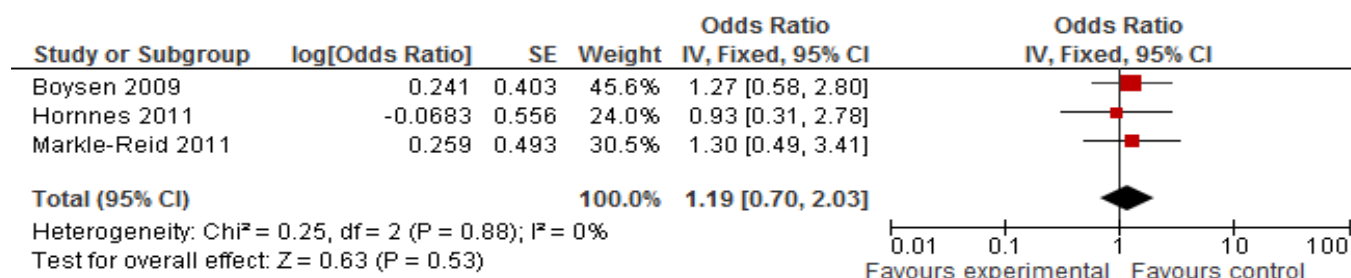 Odds Ratio Odds Ratio
Study or Subgroup log[Odds Ratio] SE Weight IV, Fixed, 95% CI IV, Fixed, 95% CI
Boysen 2009 0.241 0.403 45.6% 1.27 [0.58, 2.80]
Hornnes 2011 -0.0683 0.556 24.0% 0.93 [0.31, 2.78]
Markle-Reid 2011 0.259 0.493 30.5% 1.30 [0.49, 3.41]
Total (95% CI) 100.0% 1.19 [0.70, 2.03]
Heterogeneity: Chi² = 0.25, df = 2 (P = 0.88); I² = 0%
Test for overall effect: Z = 0.63 (P = 0.53)
0.01 0.1 1 10 100
Favours experimental Favours control